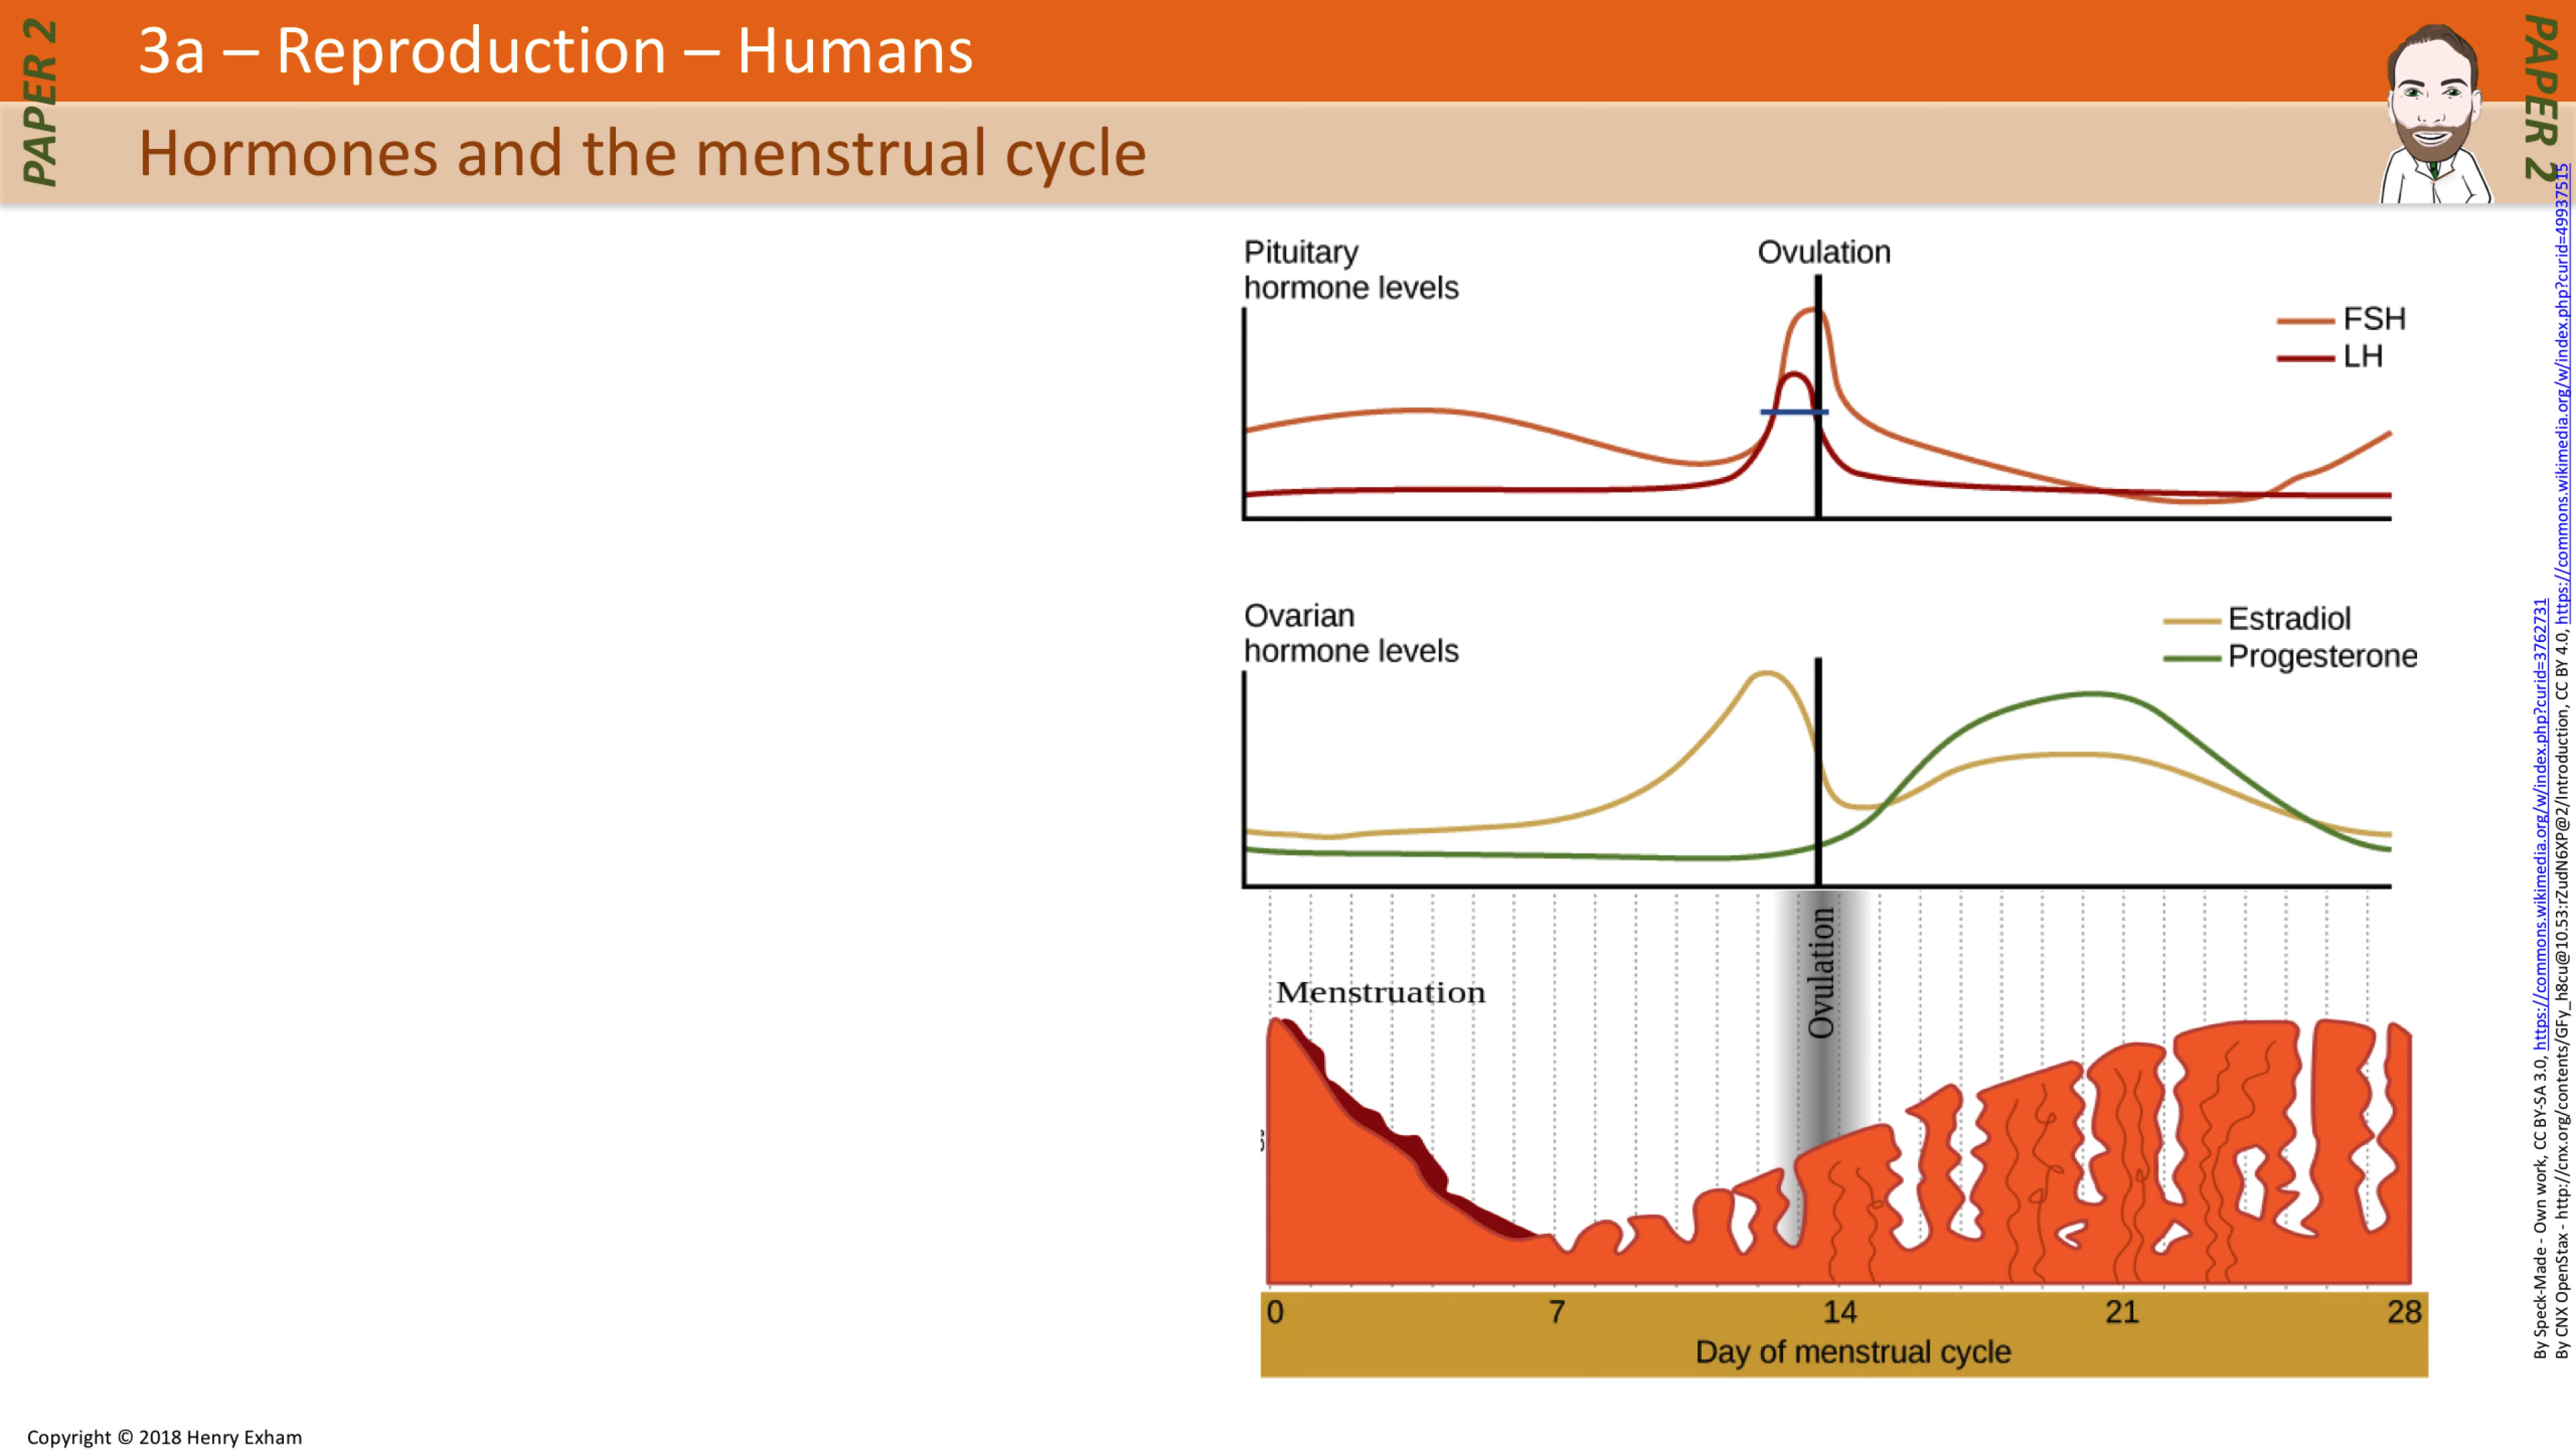 PAPER 2
3a – Reproduction – Humans
Hormones and the menstrual cycle
PAPER 2
Pituitary
hormone levels
Ovulation
FSH
LH
Ovarian
hormone levels
Estradiol
Progesterone
Menstruation
Ovulation
0 7 14 21 28
Day of menstrual cycle
By Speck-Made - Own work, CC BY-SA 3.0, https://commons.wikimedia.org/w/index.php?curid=3762731
By CNX OpenStax - http://cnx.org/contents/GFy_h8cu@10.53:rZudN6XP@2/Introduction, CC BY 4.0, https://commons.wikimedia.org/w/index.php?curid=49937515
Copyright © 2018 Henry Exham